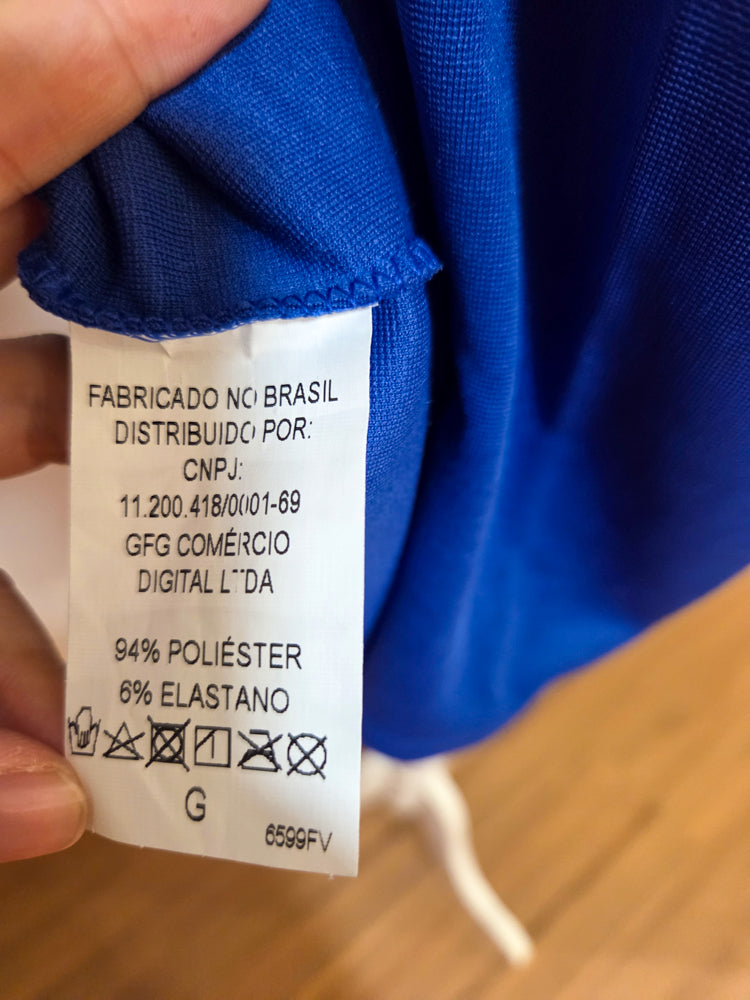 FABRICADO NO BRASIL
DISTRIBUIDO POR:
CNPJ:
11.200.418/0001-69
GFG COMÉRCIO
DIGITAL LTDA
94% POLIÉSTER
6% ELASTANO
G
6599FV